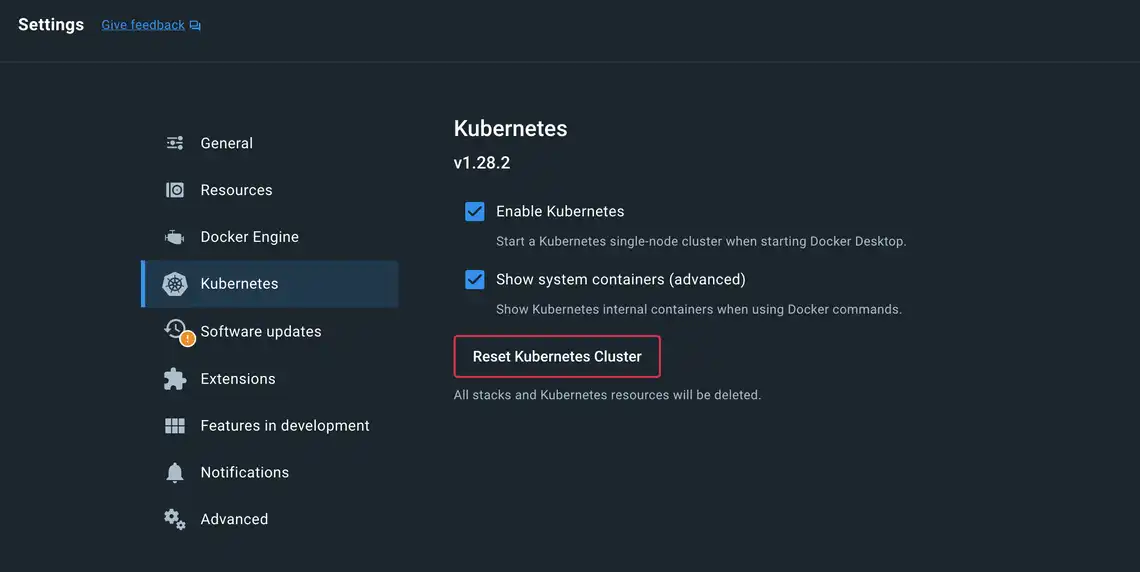 Settings Give feedback
General
Resources
Docker Engine
Kubernetes
Software updates
Extensions
Features in development
Notifications
Advanced
Kubernetes
v1.28.2
Enable Kubernetes
Start a Kubernetes single-node cluster when starting Docker Desktop.
Show system containers (advanced)
Show Kubernetes internal containers when using Docker commands.
Reset Kubernetes Cluster
All stacks and Kubernetes resources will be deleted.